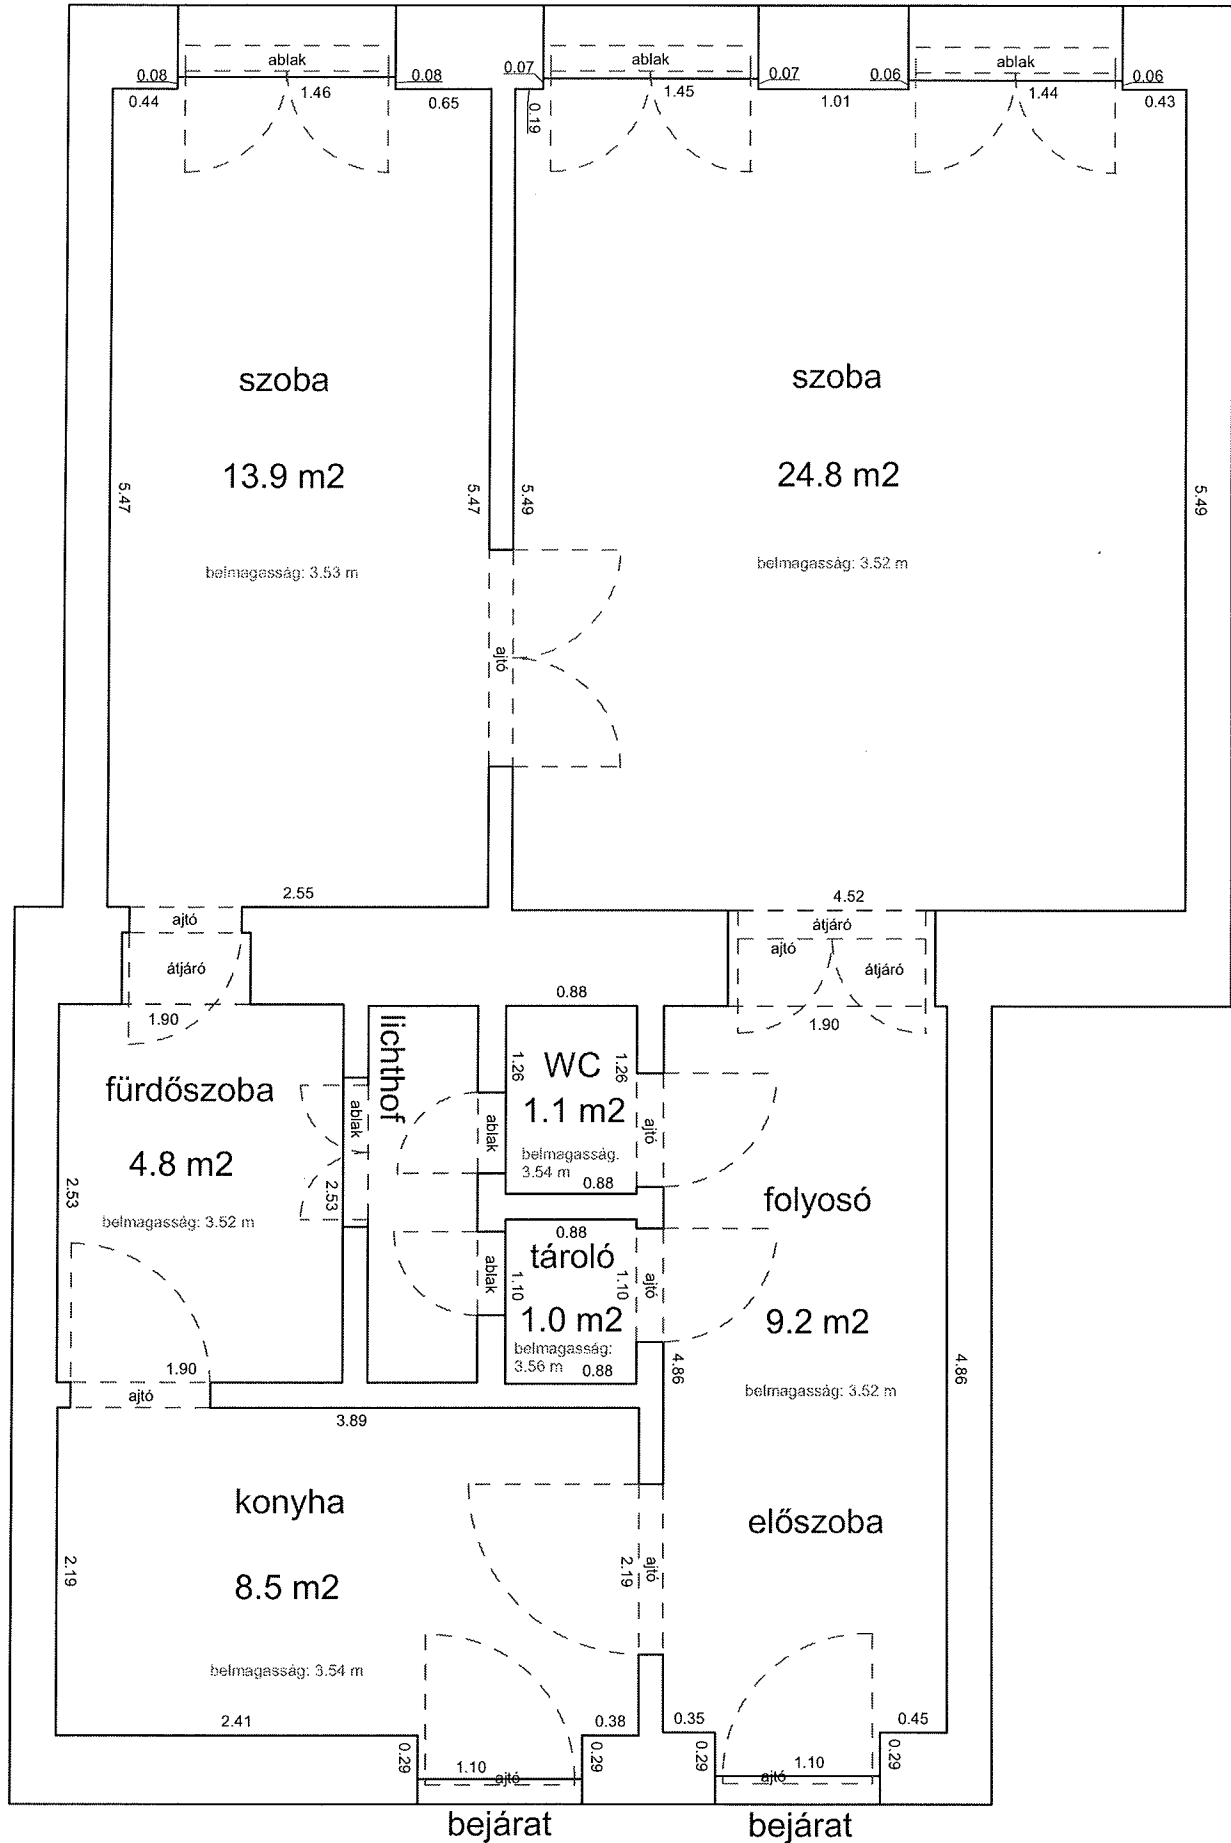 ablak
ablak
ablak
0.08
0.08
0.07
0.07
0.06
0.06
0.44
1.46
0.65
0.19
1.45
1.01
1.44
0.43
szoba
szoba
13.9 m2
24.8 m2
5.47
5.47
5.49
5.49
belmagasság: 3.53 m
belmagasság: 3.52 m
ajtó
2.55
4.52
ajtó
átjáró
ajtó
átjáró
átjáró
0.88
1.90
1.90
lichthof
fürdőszoba
1.26
WC
1.26
ablak
ablak
1.1 m2
ajtó
4.8 m2
belmagasság:
3.54 m
0.88
2.53
2.53
folyosó
belmagasság: 3.52 m
0.88
tároló
ablak
1.10
1.10
ajtó
1.0 m2
9.2 m2
belmagasság:
3.56 m
0.88
1.90
4.86
4.86
belmagasság: 3.52 m
ajtó
3.89
konyha
előszoba
2.19
2.19
ajtó
8.5 m2
belmagasság: 3.54 m
2.41
0.38
0.35
0.45
0.29
1.10
0.29
0.29
1.10
0.29
ajtó
ajtó
bejárat
bejárat